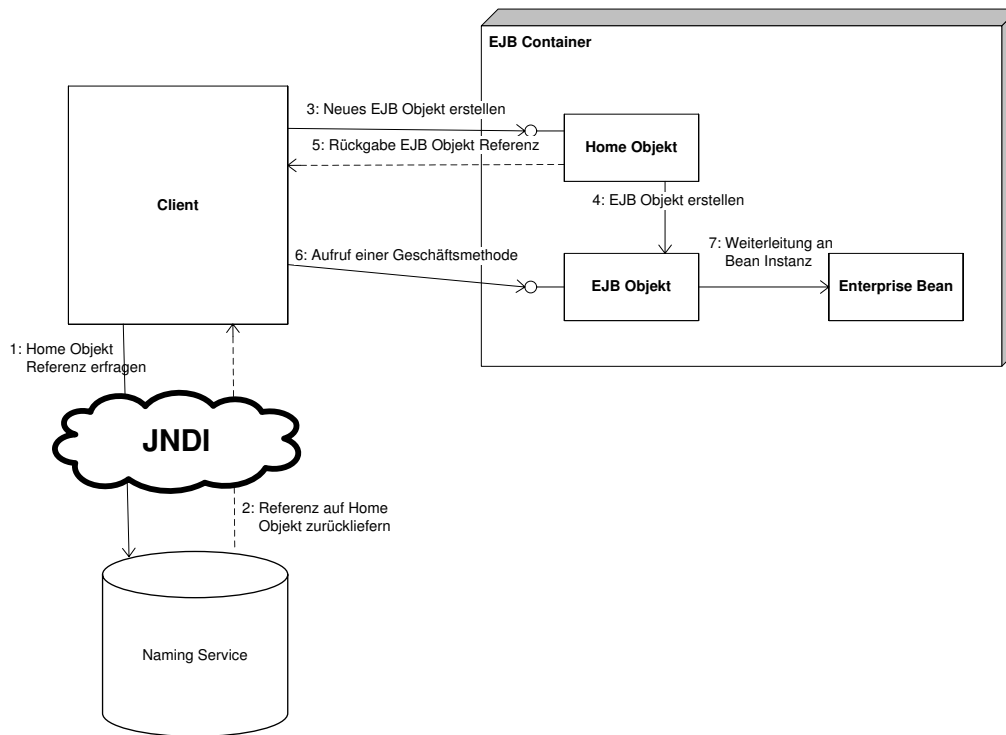 EJB Container
3: Neues EJB Objekt erstellen
5: Rückgabe EJB Objekt Referenz
Home Objekt
Client
4: EJB Objekt erstellen
6: Aufruf einer Geschäftsmethode
7: Weiterleitung an
Bean Instanz
EJB Objekt
Enterprise Bean
1: Home Objekt
Referenz erfragen
JNDI
2: Referenz auf Home
Objekt zurückliefern
Naming Service